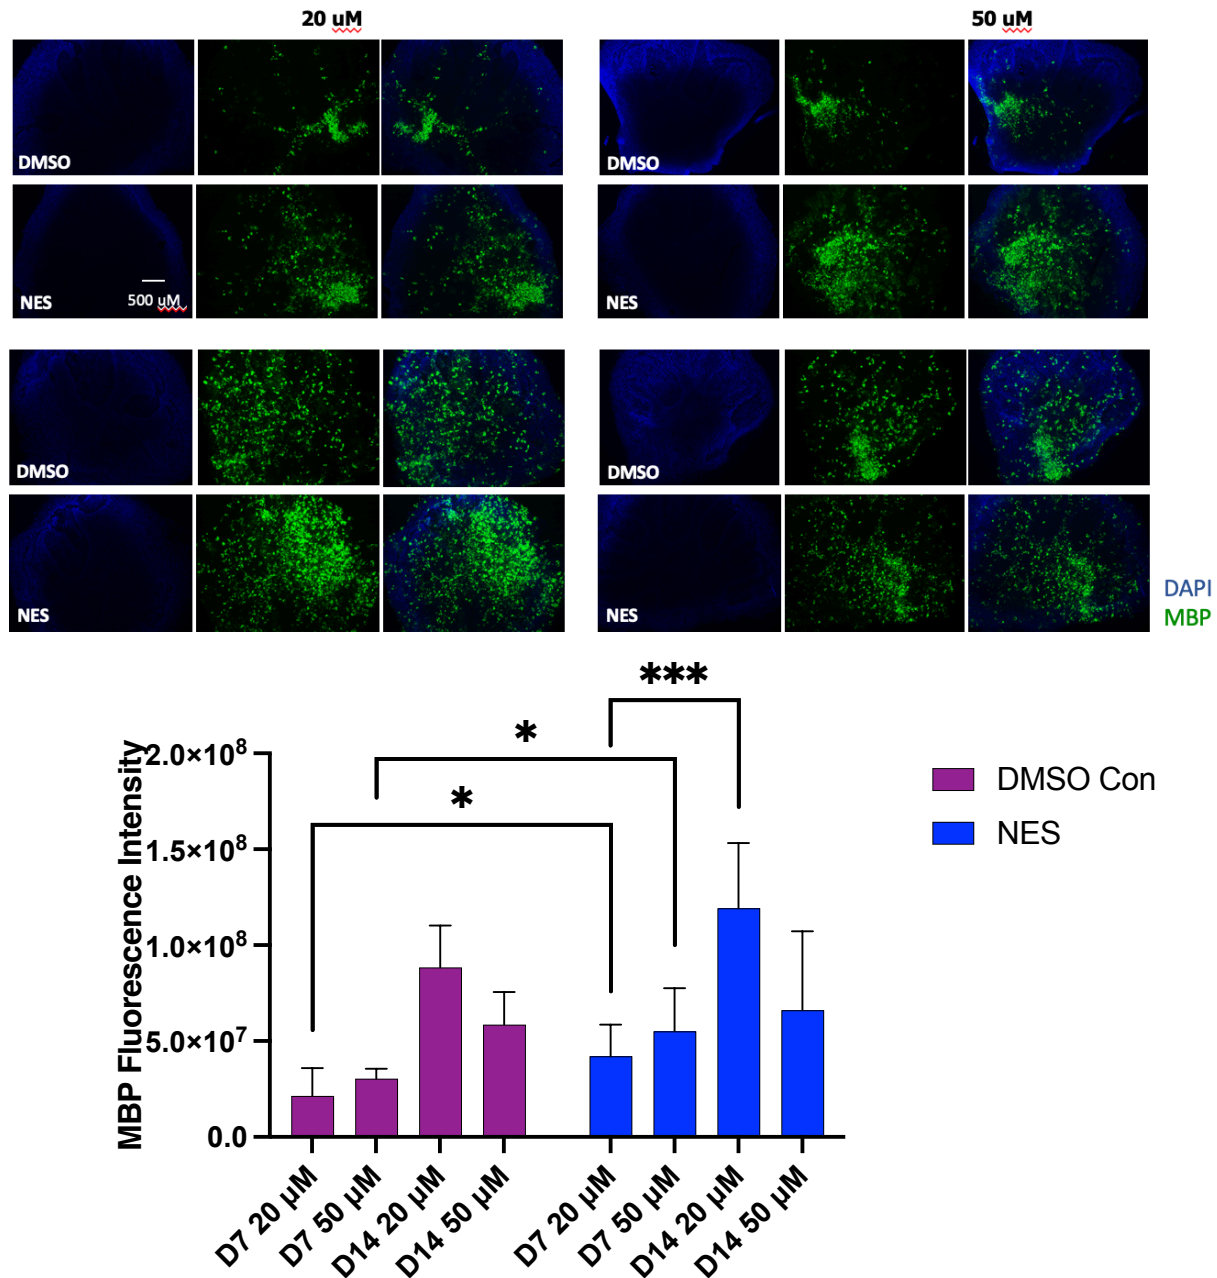 20 uM
50 uM
DMSO
DMSO
NES
500 uM
NES
DMSO
DMSO
NES
NES
DAPI
MBP
***
*
*
MBP Fluorescence Intensity
2.0×10⁸
1.5×10⁸
1.0×10⁸
5.0×10⁷
0.0
DMSO Con
NES
D7 20 µM
D7 50 µM
D14 20 µM
D14 50 µM
D7 20 µM
D7 50 µM
D14 20 µM
D14 50 µM